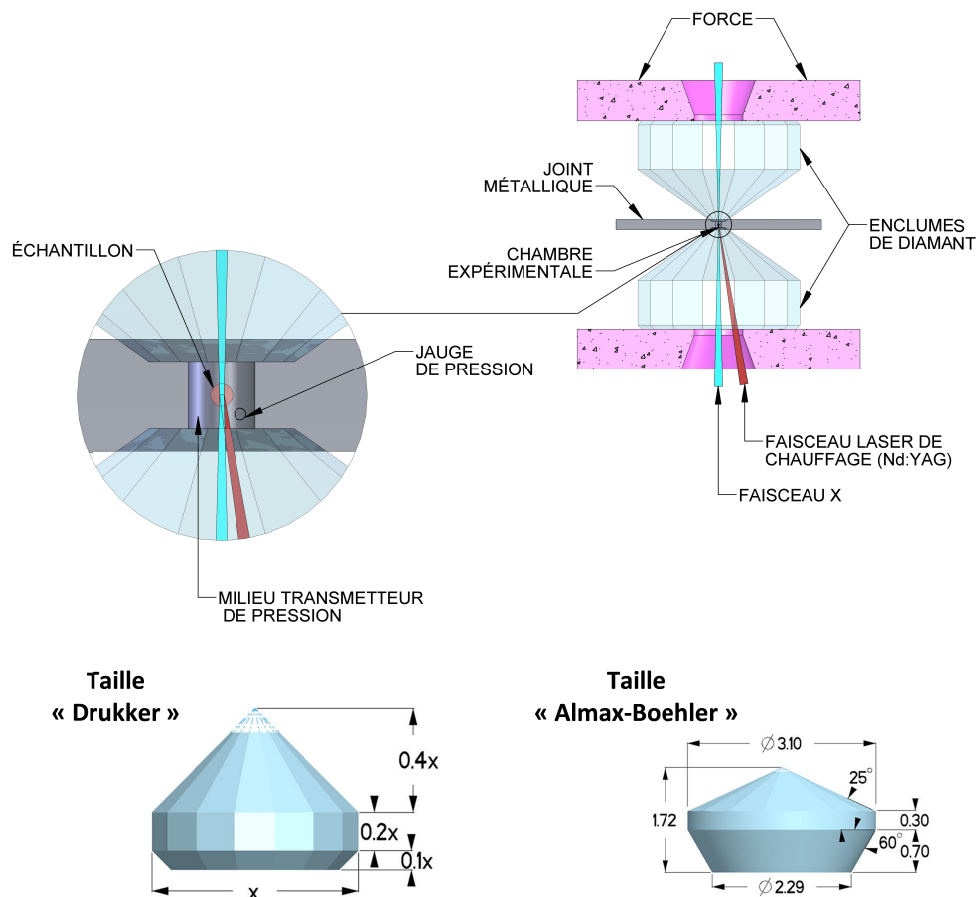 FORCE
JOINT
MÉTALLIQUE
ÉCHANTILLON
CHAMBRE
EXPÉRIMENTALE
ENCLUMES
DE DIAMANT
JAUGE
DE PRESSION
FAISCEAU LASER DE
CHAUFFAGE (Nd:YAG)
FAISCEAU X
MILIEU TRANSMETTEUR
DE PRESSION
Taille
« Drukker »
0.4x
0.2x
0.1x
x
Taille
« Almax-Boehler »
∅ 3.10
25°
1.72
0.30
60°
0.70
∅ 2.29